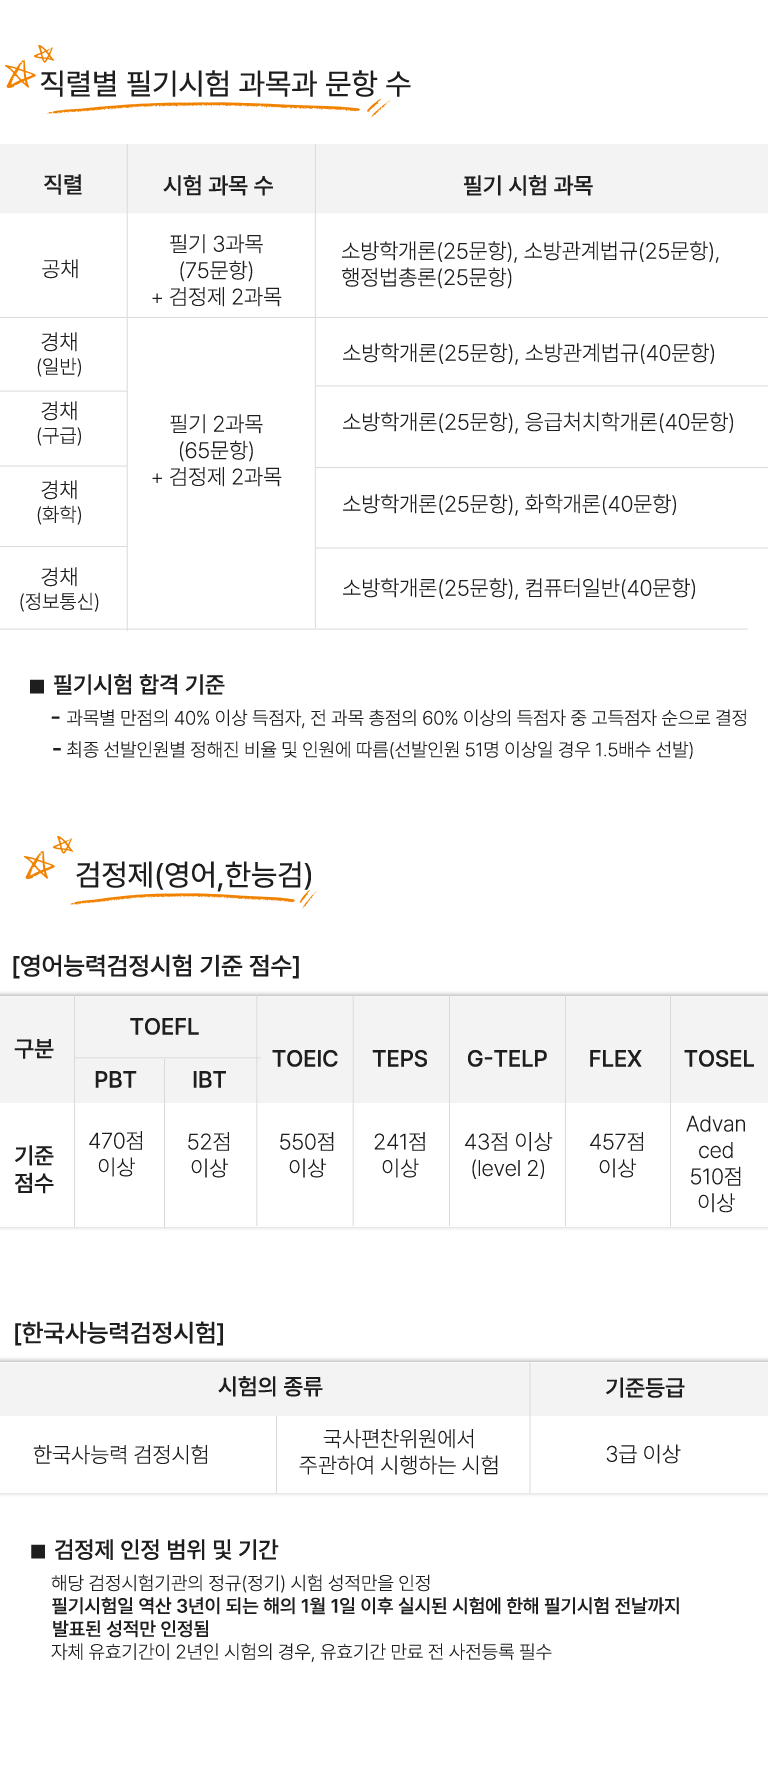 직렬별 필기시험 과목과 문항 수
직렬
시험 과목 수
필기 시험 과목
공채
필기 3과목
(75문항)
+ 검정제 2과목
소방학개론(25문항), 소방관계법규(25문항),
행정법총론(25문항)
경채
(일반)
필기 2과목
(65문항)
+ 검정제 2과목
소방학개론(25문항), 소방관계법규(40문항)
경채
(구급)
소방학개론(25문항), 응급처치학개론(40문항)
경채
(화학)
소방학개론(25문항), 화학개론(40문항)
경채
(정보통신)
소방학개론(25문항), 컴퓨터일반(40문항)
■ 필기시험 합격 기준
- 과목별 만점의 40% 이상 득점자, 전 과목 총점의 60% 이상의 득점자 중 고득점자 순으로 결정
- 최종 선발인원별 정해진 비율 및 인원에 따름(선발인원 51명 이상일 경우 1.5배수 선발)
검정제(영어,한능검)
[영어능력검정시험 기준 점수]
구분
TOEFL
PBT
IBT
TOEIC
TEPS
G-TELP
FLEX
TOSEL
기준
점수
470점
이상
52점
이상
550점
이상
241점
이상
43점 이상
(level 2)
457점
이상
Advan
ced
510점
이상
[한국사능력검정시험]
시험의 종류
기준등급
한국사능력 검정시험
국사편찬위원에서
주관하여 시행하는 시험
3급 이상
■ 검정제 인정 범위 및 기간
해당 검정시험기관의 정규(정기) 시험 성적만을 인정
필기시험일 역산 3년이 되는 해의 1월 1일 이후 실시된 시험에 한해 필기시험 전날까지
발표된 성적만 인정됨
자체 유효기간이 2년인 시험의 경우, 유효기간 만료 전 사전등록 필수